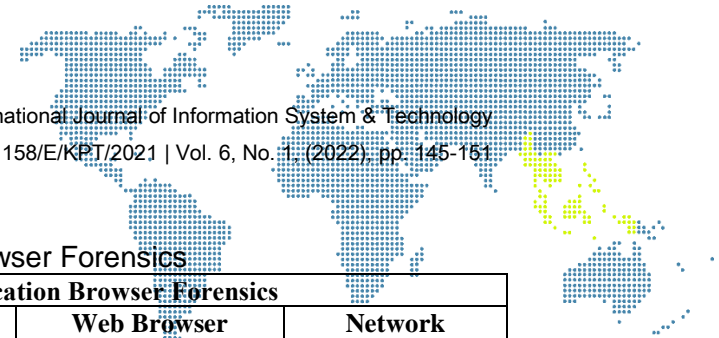 national Journal of Information System & Technology
158/E/KPT/2021 | Vol. 6, No. 1, (2022), pp. 145-151
wser Forensics
cation Browser Forensics
Web Browser Network